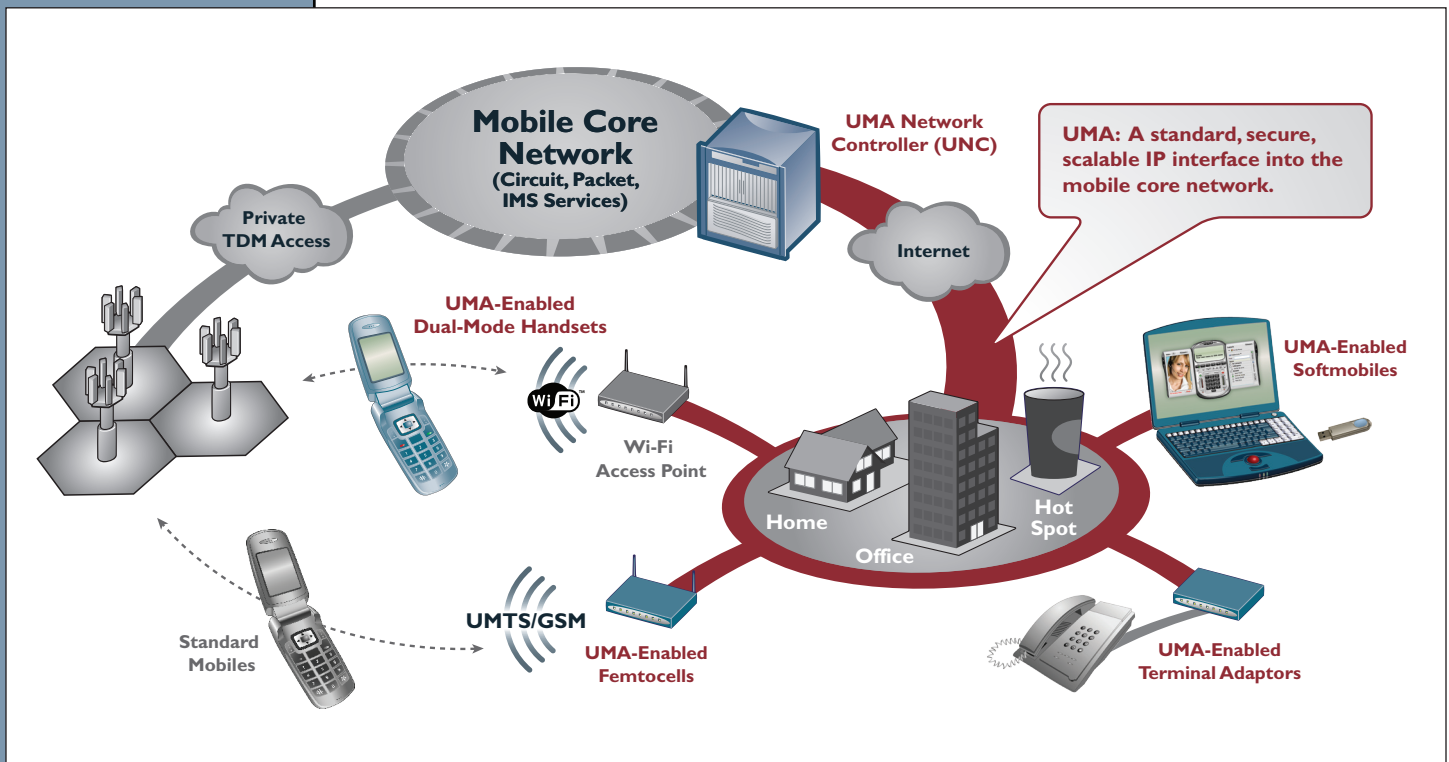 Mobile Core
Network
(Circuit, Packet,
IMS Services)
UMA Network
Controller (UNC)
UMA: A standard, secure,
scalable IP interface into the
mobile core network.
Private
TDM Access
Internet
UMA-Enabled
Dual-Mode Handsets
UMA-Enabled
Softmobiles
Wi Fi
Wi-Fi
Access Point
Home
Office
Hot
Spot
UMTS/GSM
Standard
Mobiles
UMA-Enabled
Femtocells
UMA-Enabled
Terminal Adaptors